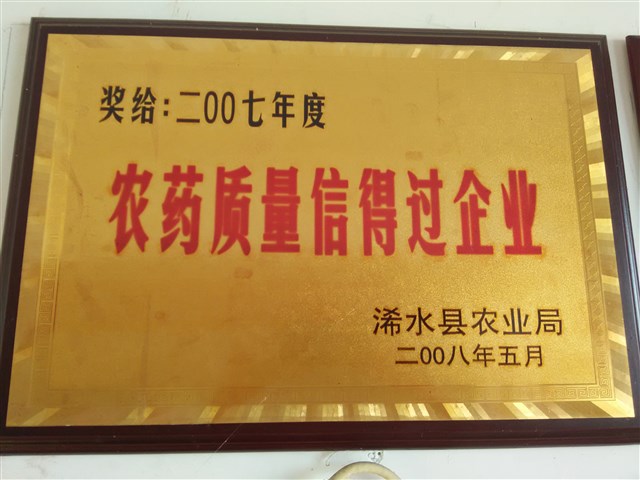 奖给:二00七年度
农药质量信得过企业
浠水县农业局
二00八年五月